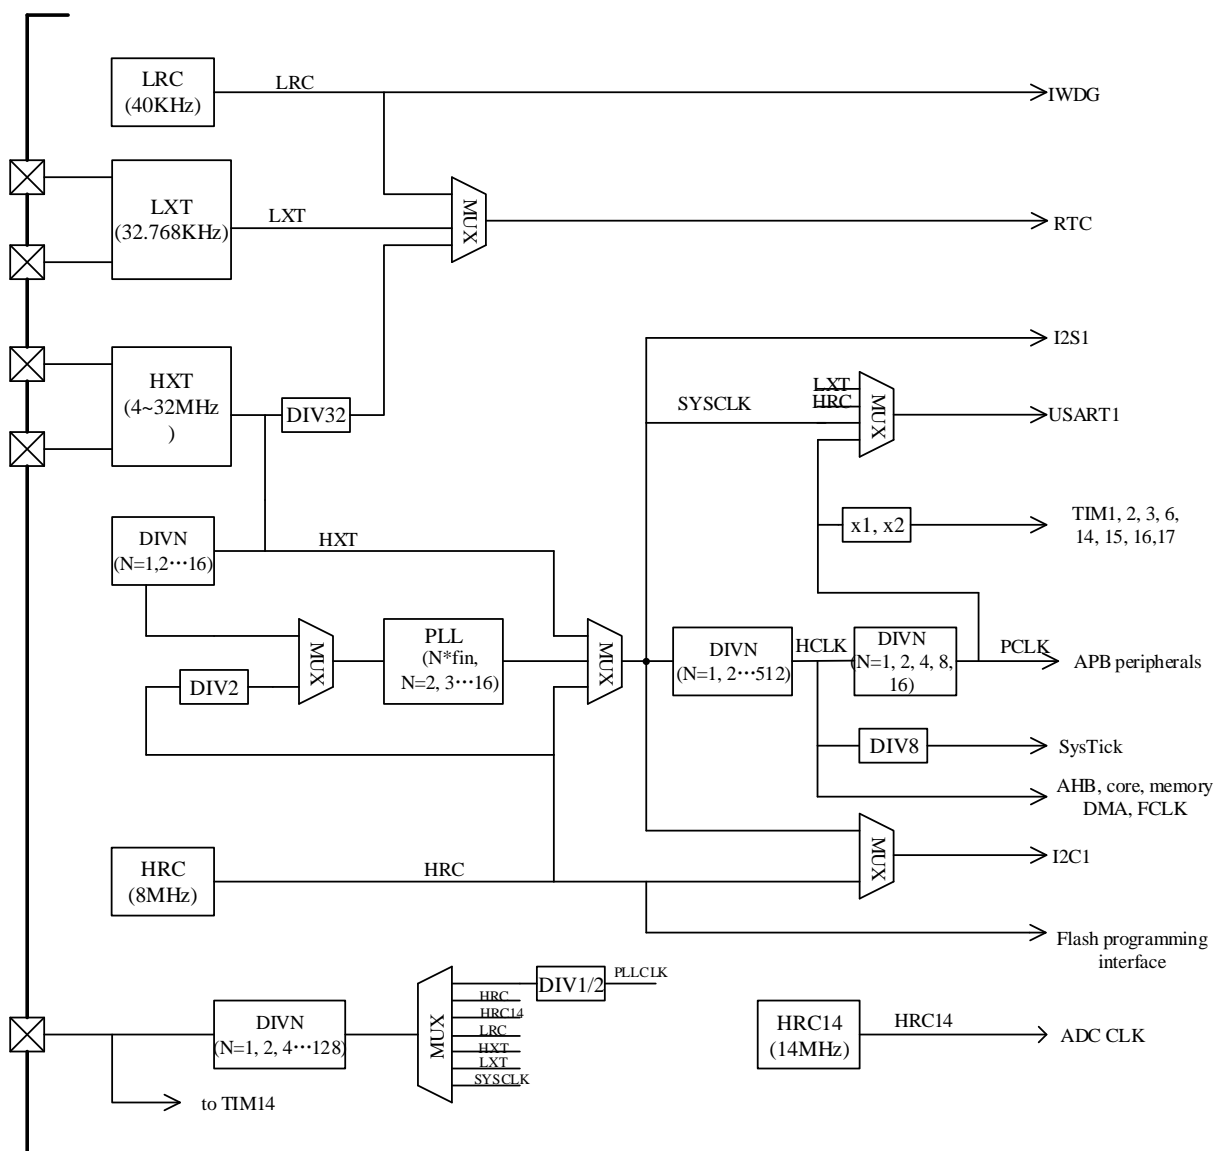 LRC
(40KHz)
LRC
IWDG
LXT
(32.768KHz)
LXT
MUX
RTC
I2S1
HXT
(4~32MHz
)
DIV32
SYSCLK
LXT
HRC
MUX
USART1
x1, x2
TIM1, 2, 3, 6,
14, 15, 16,17
DIVN
(N=1,2⋯16)
HXT
MUX
DIV2
PLL
(N*fin,
N=2, 3⋯16)
MUX
DIVN
(N=1, 2⋯512)
HCLK
DIVN
(N=1, 2, 4, 8,
16)
PCLK
APB peripherals
DIV8
SysTick
AHB, core, memory
DMA, FCLK
HRC
(8MHz)
HRC
MUX
I2C1
Flash programming
interface
DIVN
(N=1, 2, 4⋯128)
MUX
DIV1/2
PLLCLK
HRC
HRC14
LRC
HXT
LXT
SYSCLK
HRC14
(14MHz)
HRC14
ADC CLK
to TIM14